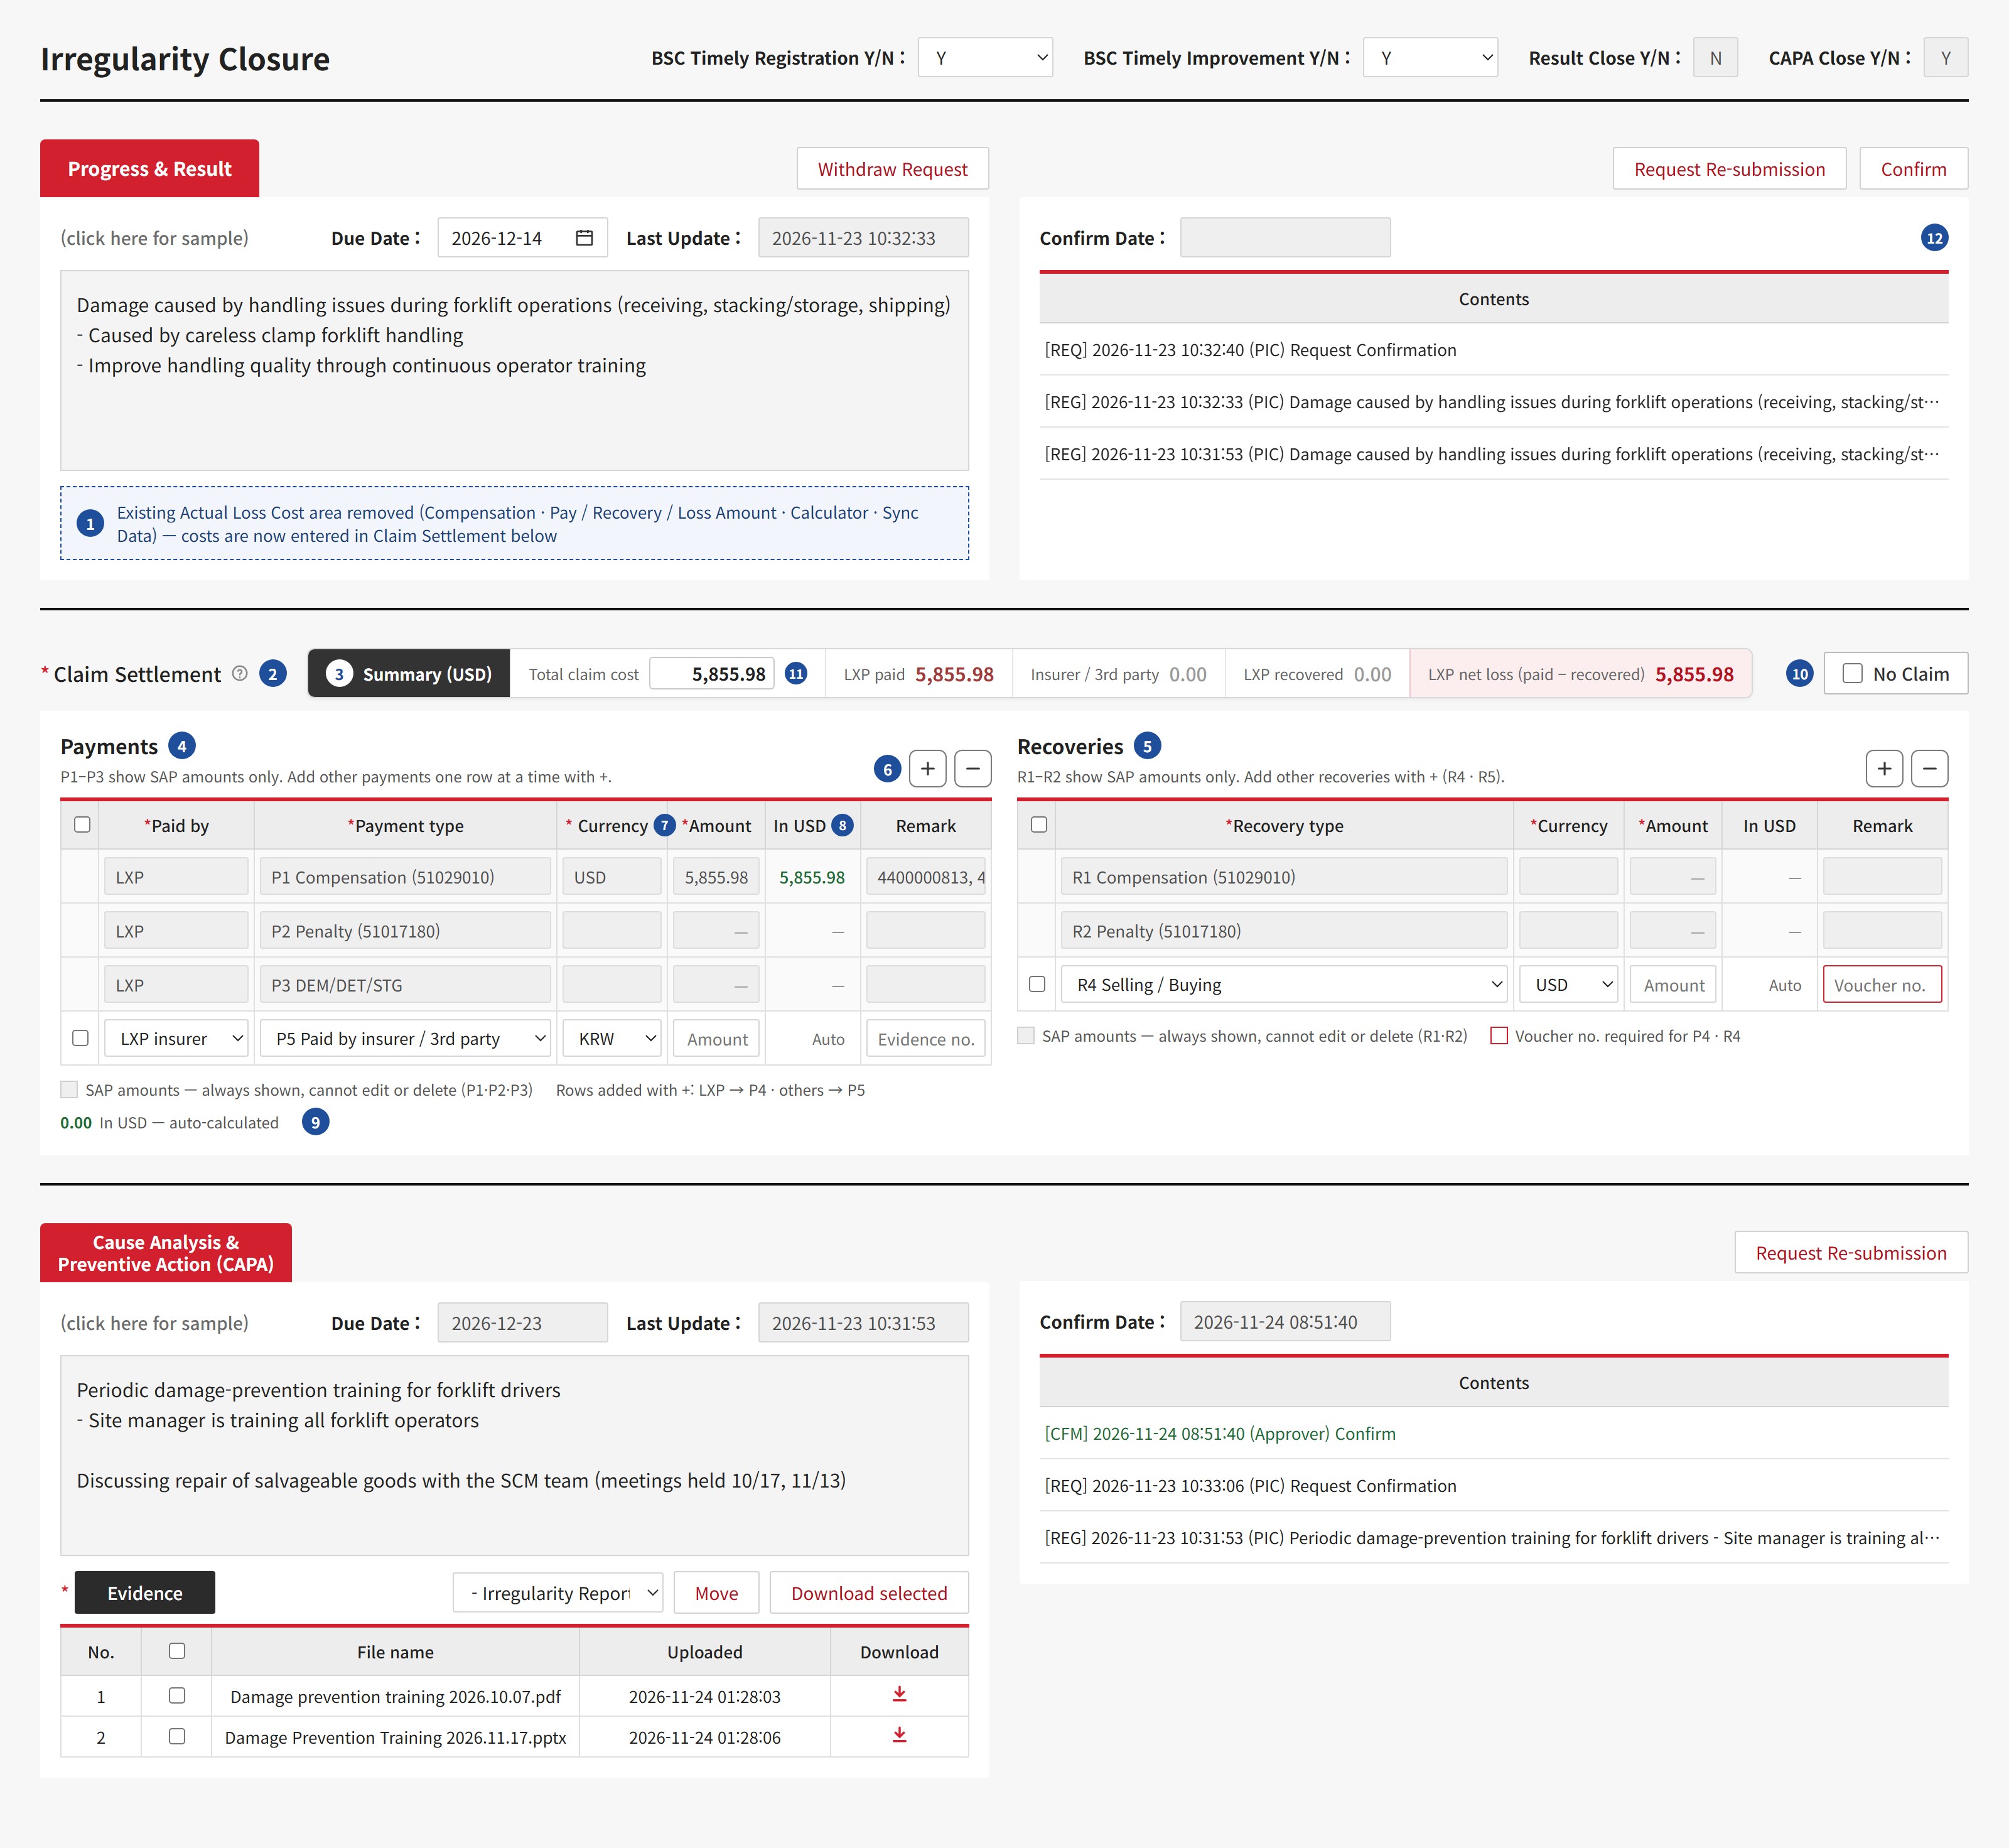 Irregularity Closure
BSC Timely Registration Y/N : Y
BSC Timely Improvement Y/N : Y
Result Close Y/N : N
CAPA Close Y/N : Y
Progress & Result
Withdraw Request
Request Re-submission
Confirm
(click here for sample)
Due Date : 2026-12-14
Last Update : 2026-11-23 10:32:33
Damage caused by handling issues during forklift operations (receiving, stacking/storage, shipping)
- Caused by careless clamp forklift handling
- Improve handling quality through continuous operator training
1
Existing Actual Loss Cost area removed (Compensation · Pay / Recovery / Loss Amount · Calculator · Sync
Data) — costs are now entered in Claim Settlement below
Confirm Date :
12
Contents
[REQ] 2026-11-23 10:32:40 (PIC) Request Confirmation
[REG] 2026-11-23 10:32:33 (PIC) Damage caused by handling issues during forklift operations (receiving, stacking/st…
[REG] 2026-11-23 10:31:53 (PIC) Damage caused by handling issues during forklift operations (receiving, stacking/st…
* Claim Settlement ? 2
3 Summary (USD)
Total claim cost 5,855.98 11
LXP paid 5,855.98
Insurer / 3rd party 0.00
LXP recovered 0.00
LXP net loss (paid − recovered) 5,855.98
10 No Claim
Payments 4
P1–P3 show SAP amounts only. Add other payments one row at a time with +.
6 + −
*Paid by *Payment type * Currency 7 *Amount In USD 8 Remark
LXP P1 Compensation (51029010) USD 5,855.98 5,855.98 4400000813, 4
LXP P2 Penalty (51017180) — —
LXP P3 DEM/DET/STG — —
LXP insurer P5 Paid by insurer / 3rd party KRW Amount Auto Evidence no.
SAP amounts — always shown, cannot edit or delete (P1·P2·P3) Rows added with +: LXP → P4 · others → P5
0.00 In USD — auto-calculated 9
Recoveries 5
R1–R2 show SAP amounts only. Add other recoveries with + (R4 · R5).
+ −
*Recovery type *Currency *Amount In USD Remark
R1 Compensation (51029010) — —
R2 Penalty (51017180) — —
R4 Selling / Buying USD Amount Auto Voucher no.
SAP amounts — always shown, cannot edit or delete (R1·R2) Voucher no. required for P4 · R4
Cause Analysis &
Preventive Action (CAPA)
Request Re-submission
(click here for sample)
Due Date : 2026-12-23
Last Update : 2026-11-23 10:31:53
Periodic damage-prevention training for forklift drivers
- Site manager is training all forklift operators
Discussing repair of salvageable goods with the SCM team (meetings held 10/17, 11/13)
Confirm Date : 2026-11-24 08:51:40
Contents
[CFM] 2026-11-24 08:51:40 (Approver) Confirm
[REQ] 2026-11-23 10:33:06 (PIC) Request Confirmation
[REG] 2026-11-23 10:31:53 (PIC) Periodic damage-prevention training for forklift drivers - Site manager is training al…
* Evidence
- Irregularity Report
Move
Download selected
No. File name Uploaded Download
1 Damage prevention training 2026.10.07.pdf 2026-11-24 01:28:03
2 Damage Prevention Training 2026.11.17.pptx 2026-11-24 01:28:06